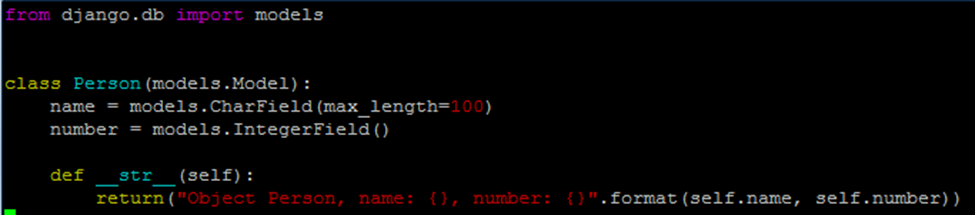 from django.db import models
class Person(models.Model):
    name = models.CharField(max_length=100)
    number = models.IntegerField()
    def __str__(self):
        return("Object Person, name: {}, number: {}".format(self.name, self.number))